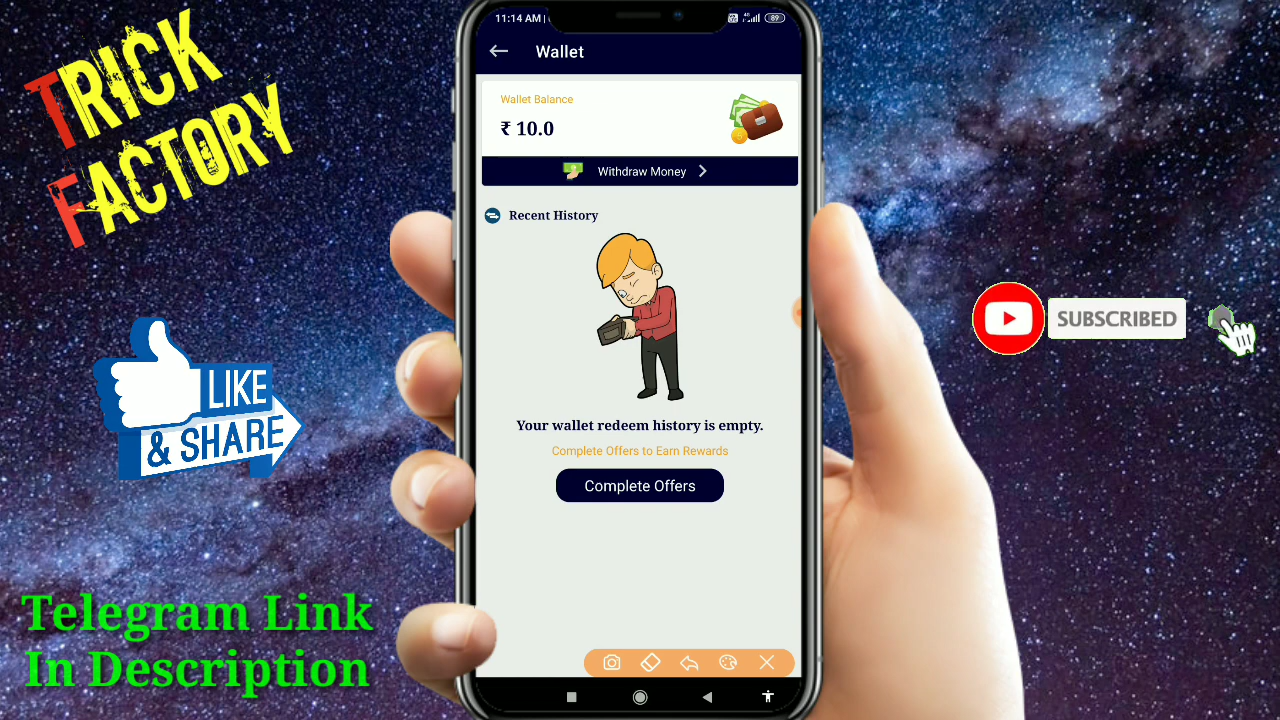 TRICK
FACTORY
11:14 AM |
89
Wallet
Wallet Balance
₹ 10.0
Withdraw Money
Recent History
Your wallet redeem history is empty.
Complete Offers to Earn Rewards
Complete Offers
LIKE
& SHARE
SUBSCRIBED
Telegram Link
In Description